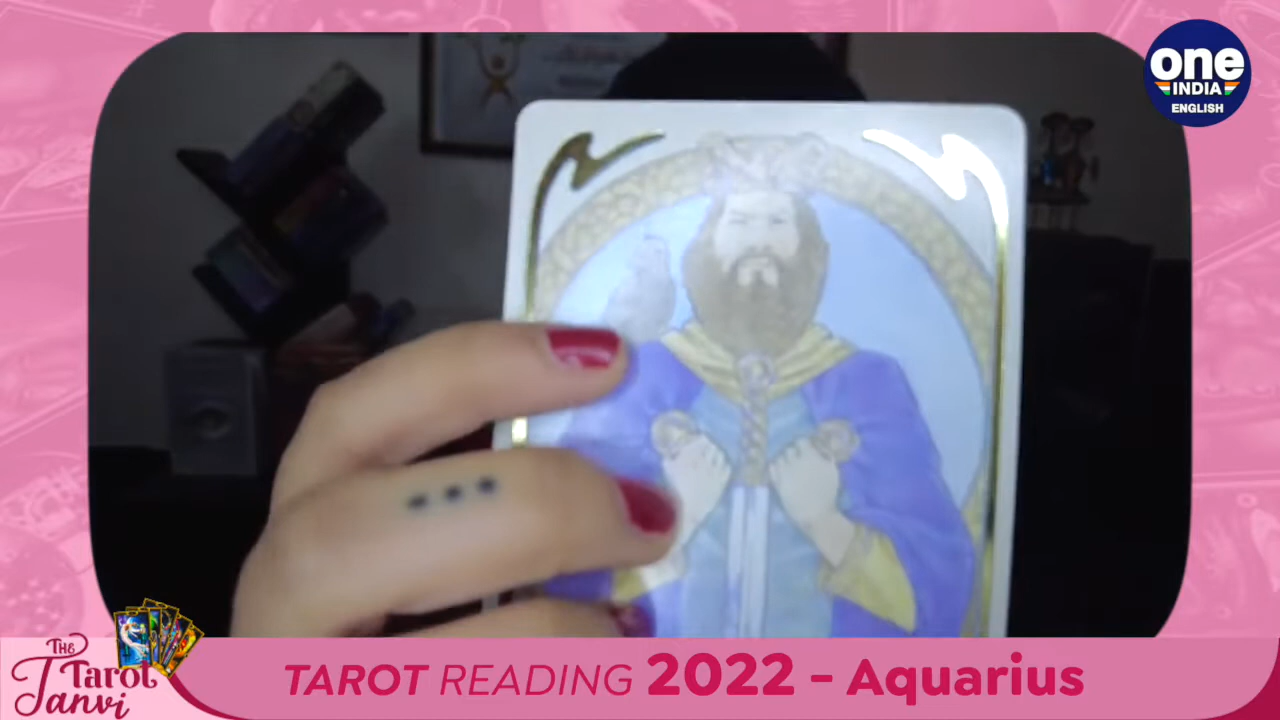 one
INDIA
ENGLISH
THE
Tarot
Tanvi
TAROT READING 2022 - Aquarius